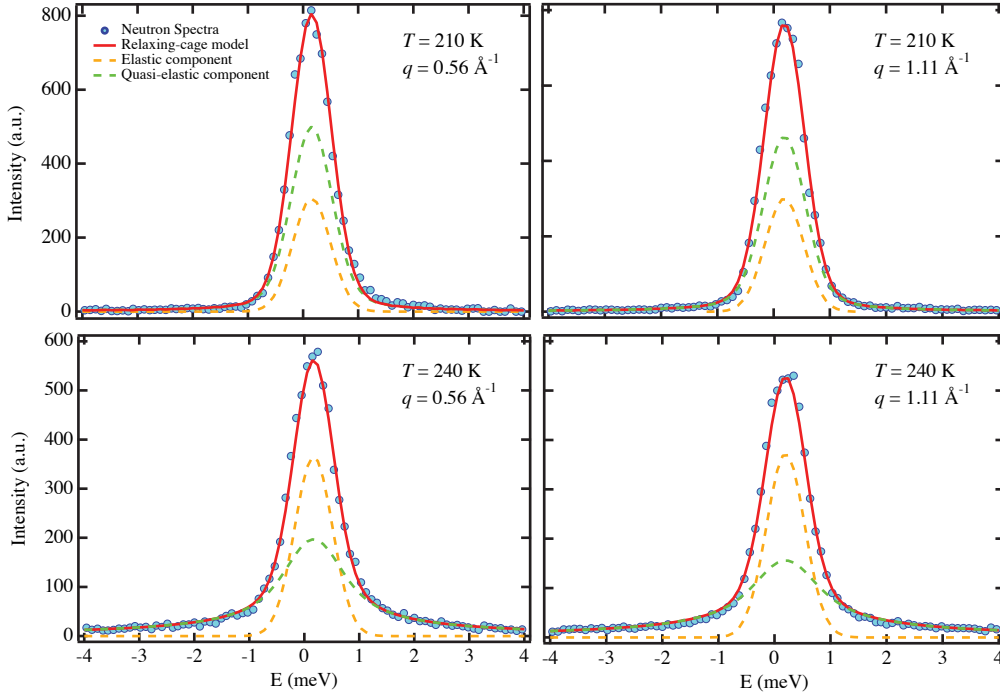 800
600
400
200
0
Intensity (a.u.)
Neutron Spectra
Relaxing-cage model
Elastic component
Quasi-elastic component
T = 210 K
q = 0.56 Å-1
T = 210 K
q = 1.11 Å-1
600
500
400
300
200
100
0
Intensity (a.u.)
T = 240 K
q = 0.56 Å-1
T = 240 K
q = 1.11 Å-1
-4 -3 -2 -1 0 1 2 3 4
E (meV)
-4 -3 -2 -1 0 1 2 3 4
E (meV)